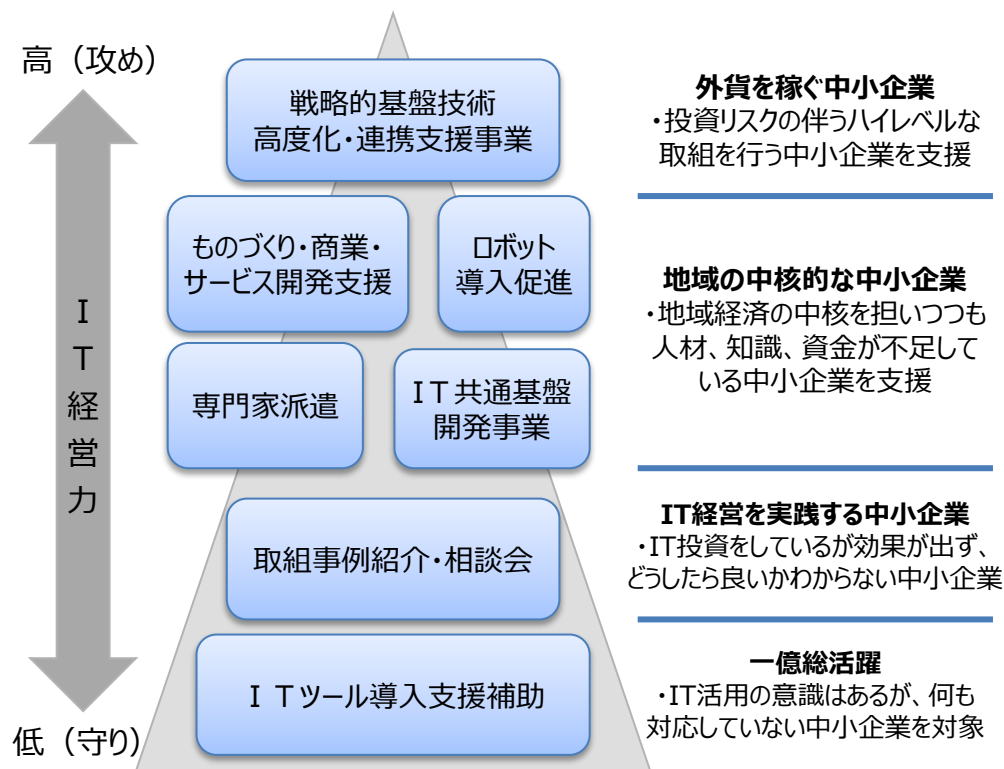 高（攻め）
ＩＴ経営力
低（守り）
戦略的基盤技術
高度化・連携支援事業
ものづくり・商業・
サービス開発支援
ロボット
導入促進
専門家派遣
ＩＴ共通基盤
開発事業
取組事例紹介・相談会
ＩＴツール導入支援補助
外貨を稼ぐ中小企業
・投資リスクの伴うハイレベルな
取組を行う中小企業を支援
地域の中核的な中小企業
・地域経済の中核を担いつつも
人材、知識、資金が不足して
いる中小企業を支援
IT経営を実践する中小企業
・IT投資をしているが効果が出ず、
どうしたら良いかわからない中小企業
一億総活躍
・IT活用の意識はあるが、何も
対応していない中小企業を対象